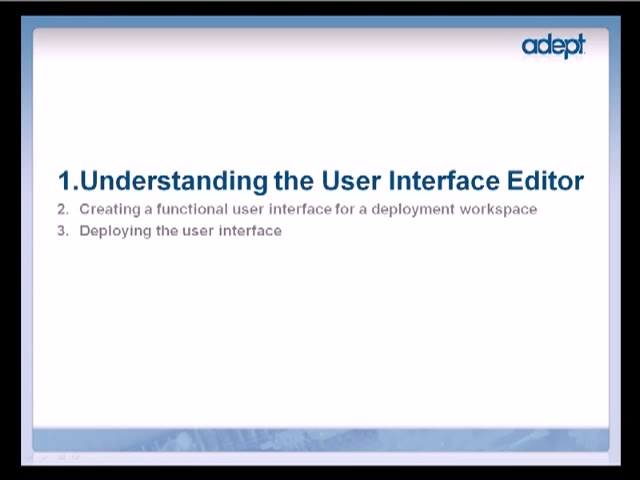 adept
1.Understanding the User Interface Editor
2. Creating a functional user interface for a deployment workspace
3. Deploying the user interface